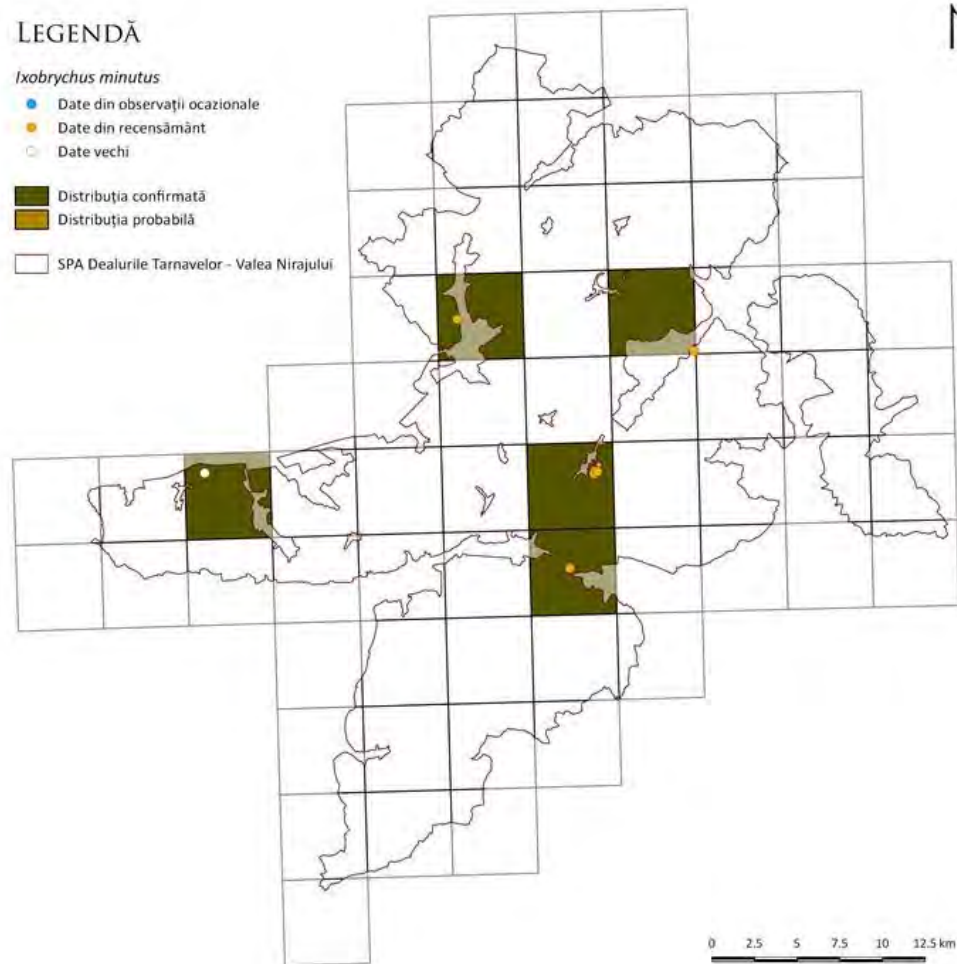 LEGENDĂ
Ixobrychus minutus
Date din observații ocazionale
Date din recensământ
Date vechi
Distribuția confirmată
Distribuția probabilă
SPA Dealurile Tarnavelor - Valea Nirajului
0 2.5 5 7.5 10 12.5 km